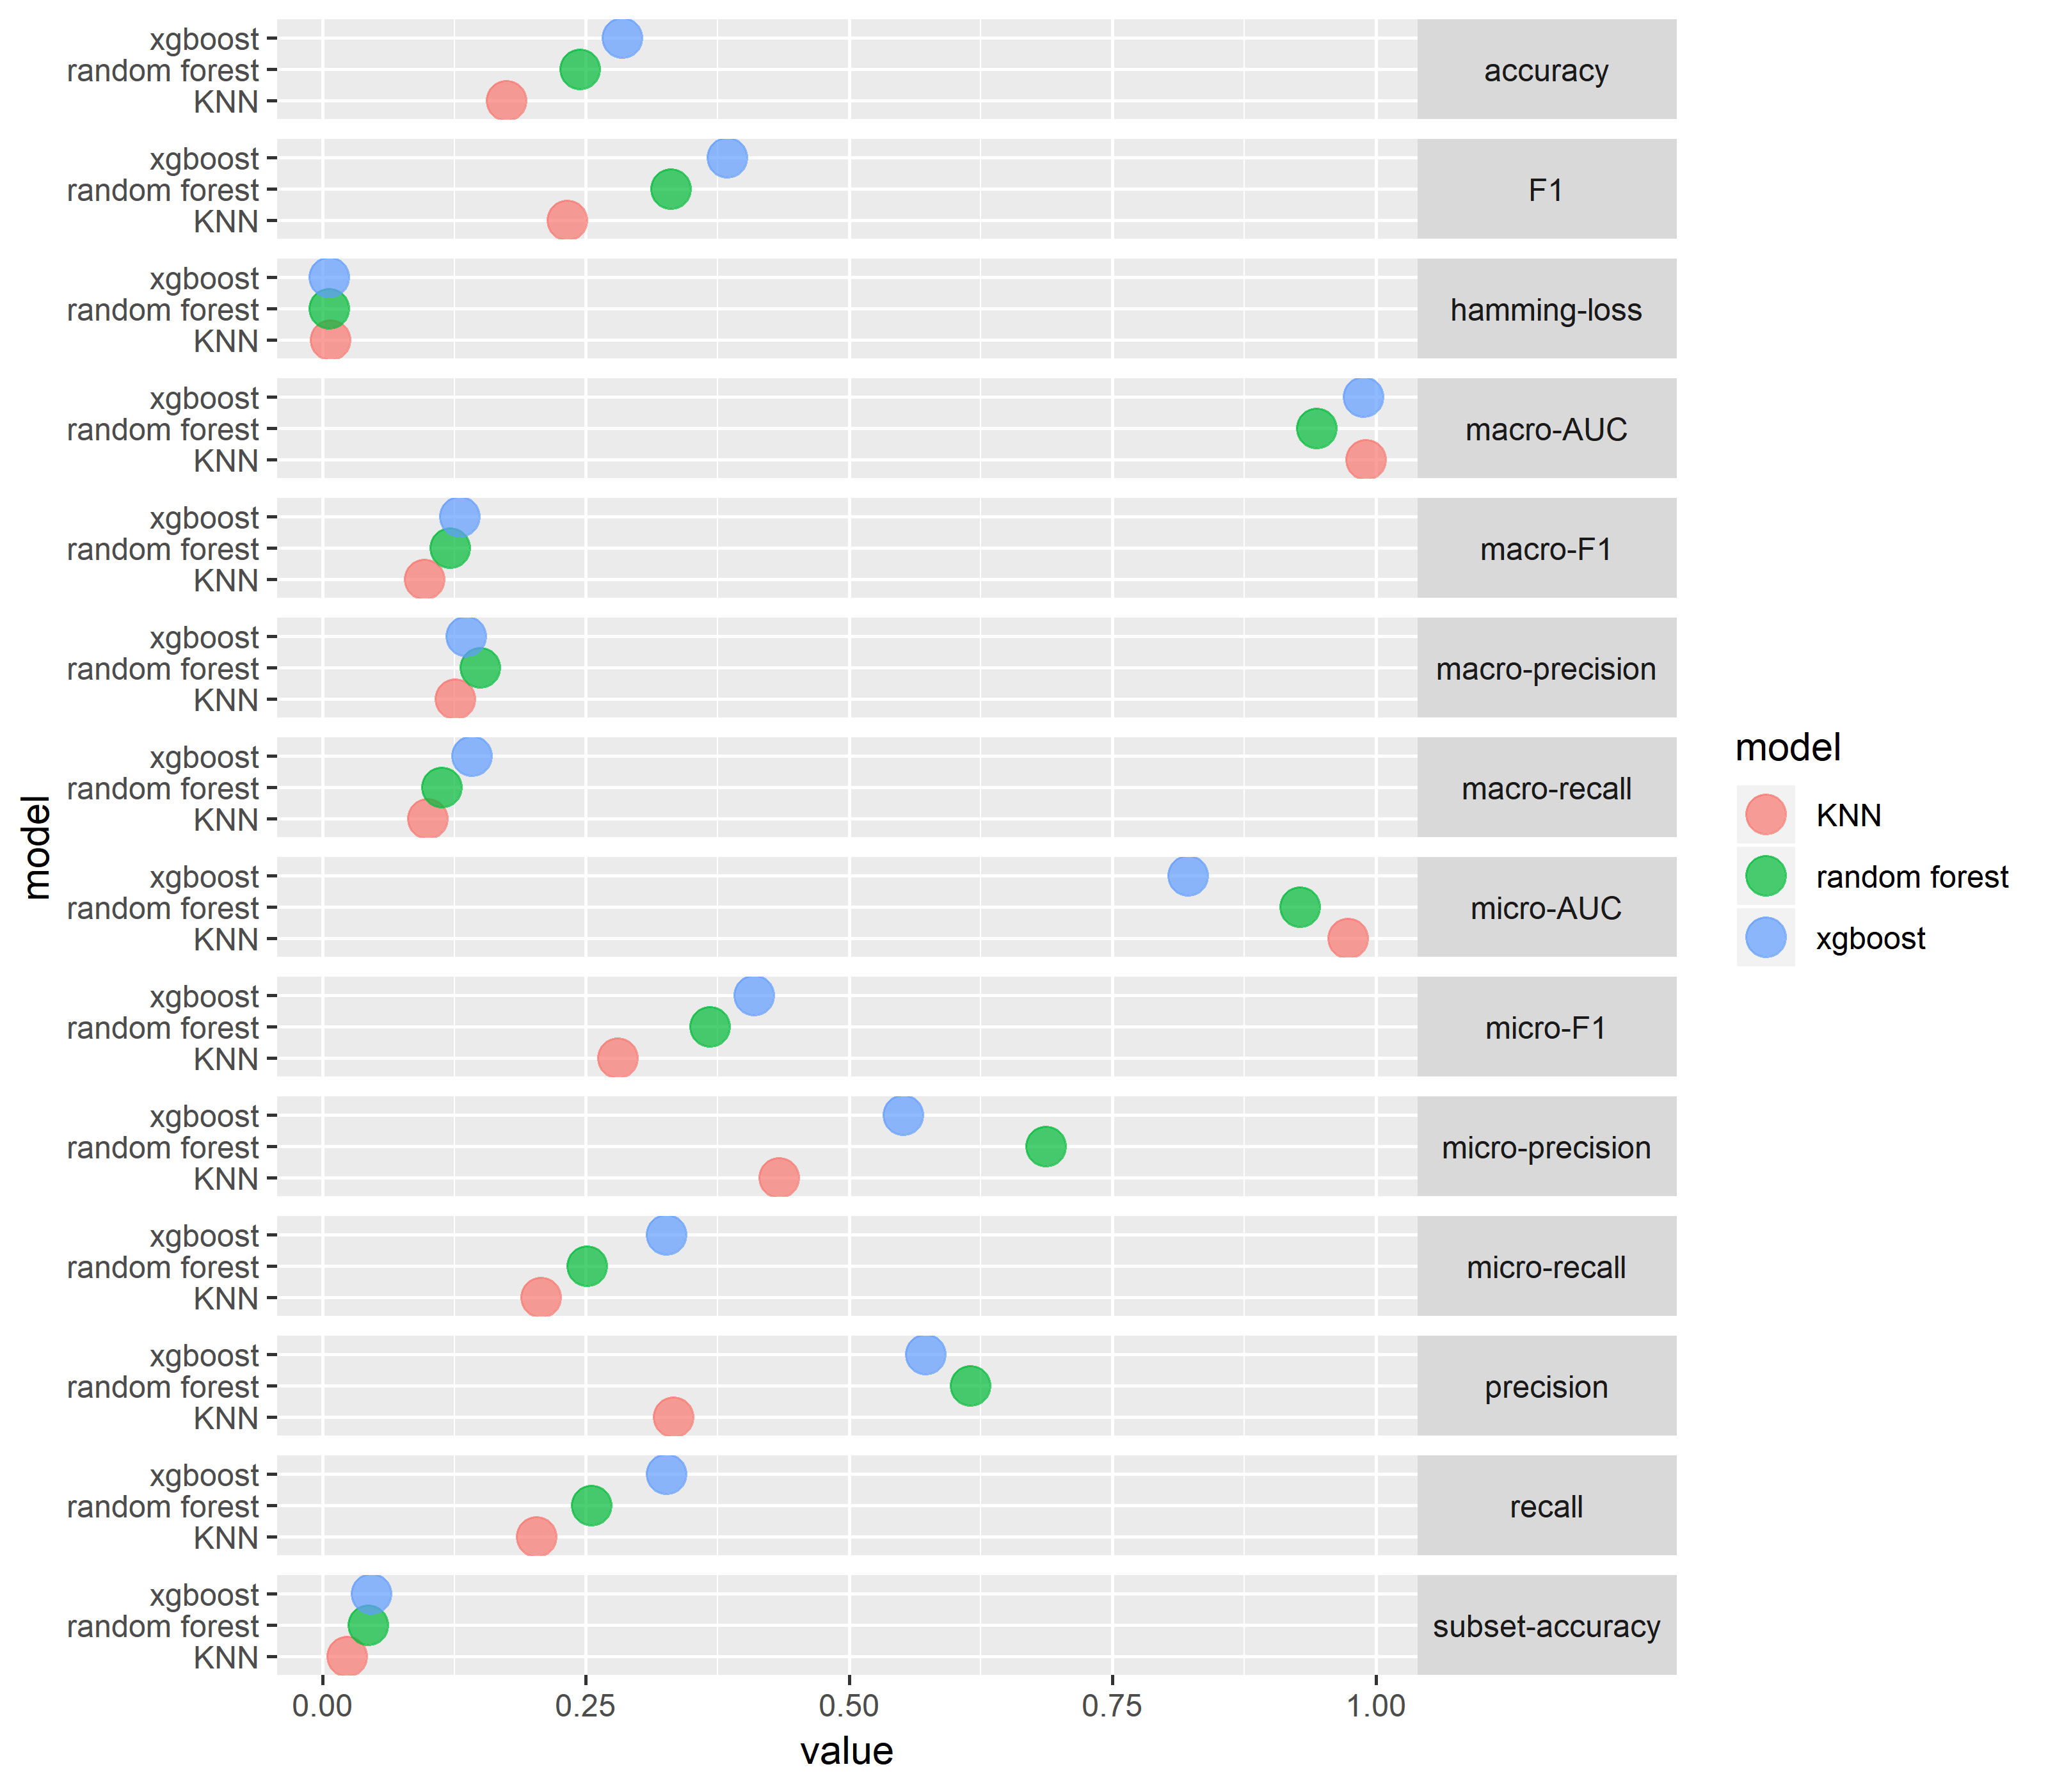 xgboost
random forest
KNN
accuracy
xgboost
random forest
KNN
F1
xgboost
random forest
KNN
hamming-loss
xgboost
random forest
KNN
macro-AUC
xgboost
random forest
KNN
macro-F1
xgboost
random forest
KNN
macro-precision
xgboost
random forest
KNN
macro-recall
xgboost
random forest
KNN
micro-AUC
xgboost
random forest
KNN
micro-F1
xgboost
random forest
KNN
micro-precision
xgboost
random forest
KNN
micro-recall
xgboost
random forest
KNN
precision
xgboost
random forest
KNN
recall
xgboost
random forest
KNN
subset-accuracy
0.00 0.25 0.50 0.75 1.00
value
model
model
KNN
random forest
xgboost